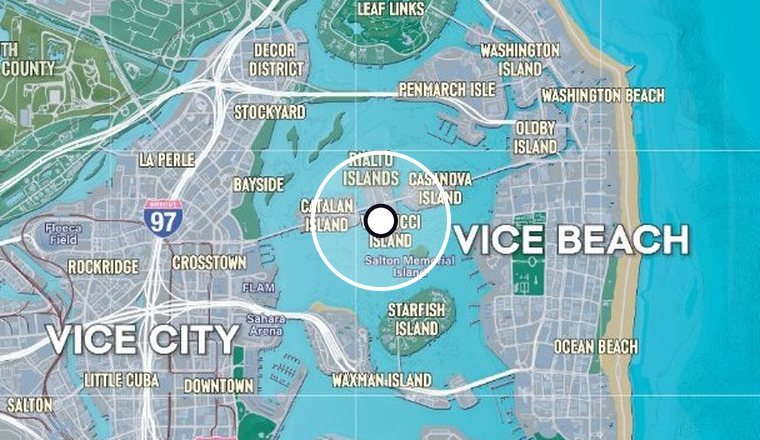 LEAF LINKS
TH
COUNTY
DECOR
DISTRICT
WASHINGTON
ISLAND
PENMARCH ISLE
WASHINGTON BEACH
STOCKYARD
OLDBY
ISLAND
LA PERLE
RIALTO
ISLANDS
BAYSIDE
CASANOVA
ISLAND
CATALAN
ISLAND
97
Fleeca
Field
CCI
ISLAND
VICE BEACH
ROCKRIDGE
CROSSTOWN
Salton Memorial
Island
FLAM
STARFISH
ISLAND
Sahara
Arena
VICE CITY
OCEAN BEACH
LITTLE CUBA
DOWNTOWN
WAXMAN ISLAND
SALTON